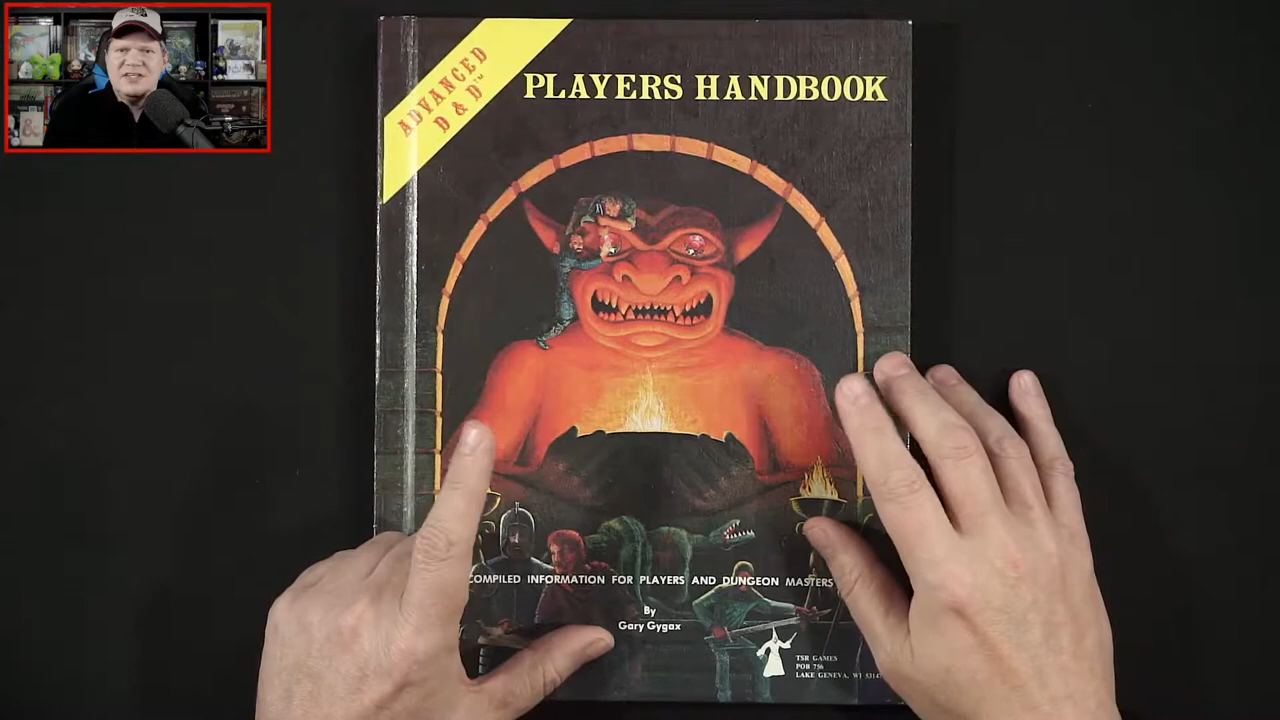 ADVANCED
D & D™
PLAYERS HANDBOOK
COMPILED INFORMATION FOR PLAYERS AND DUNGEON MASTERS
By
Gary Gygax
TSR GAMES
POB 756
LAKE GENEVA, WI 5314